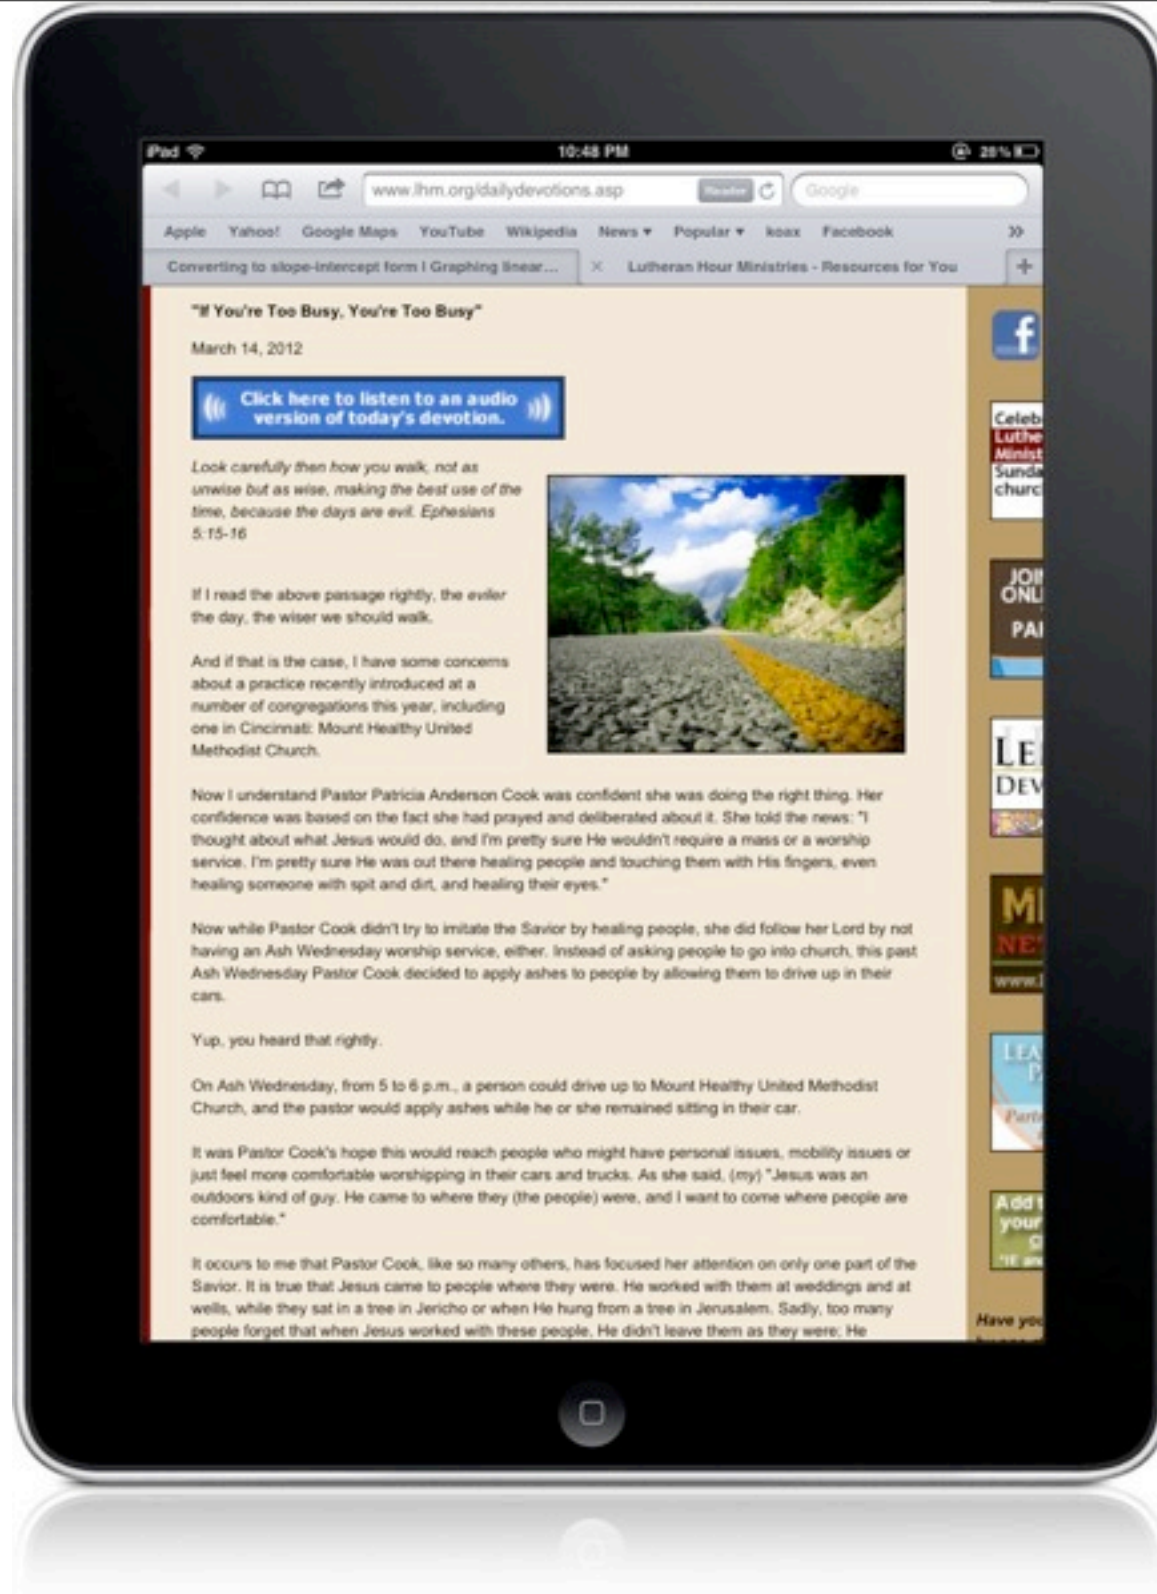 iPad
10:48 PM
28%
www.lhm.org/dailydevotions.asp
Reader
Google
Apple Yahoo! Google Maps YouTube Wikipedia News ▾ Popular ▾ koax Facebook »
Converting to slope-intercept form | Graphing linear...
× Lutheran Hour Ministries - Resources for You +
"If You're Too Busy, You're Too Busy"
March 14, 2012
Click here to listen to an audio
version of today's devotion.
Look carefully then how you walk, not as
unwise but as wise, making the best use of the
time, because the days are evil. Ephesians
5:15-16
If I read the above passage rightly, the eviler
the day, the wiser we should walk.
And if that is the case, I have some concerns
about a practice recently introduced at a
number of congregations this year, including
one in Cincinnati: Mount Healthy United
Methodist Church.
Now I understand Pastor Patricia Anderson Cook was confident she was doing the right thing. Her
confidence was based on the fact she had prayed and deliberated about it. She told the news: "I
thought about what Jesus would do, and I'm pretty sure He wouldn't require a mass or a worship
service. I'm pretty sure He was out there healing people and touching them with His fingers, even
healing someone with spit and dirt, and healing their eyes."
Now while Pastor Cook didn't try to imitate the Savior by healing people, she did follow her Lord by not
having an Ash Wednesday worship service, either. Instead of asking people to go into church, this past
Ash Wednesday Pastor Cook decided to apply ashes to people by allowing them to drive up in their
cars.
Yup, you heard that rightly.
On Ash Wednesday, from 5 to 6 p.m., a person could drive up to Mount Healthy United Methodist
Church, and the pastor would apply ashes while he or she remained sitting in their car.
It was Pastor Cook's hope this would reach people who might have personal issues, mobility issues or
just feel more comfortable worshipping in their cars and trucks. As she said, (my) "Jesus was an
outdoors kind of guy. He came to where they (the people) were, and I want to come where people are
comfortable."
It occurs to me that Pastor Cook, like so many others, has focused her attention on only one part of the
Savior. It is true that Jesus came to people where they were. He worked with them at weddings and at
wells, while they sat in a tree in Jericho or when He hung from a tree in Jerusalem. Sadly, too many
people forget that when Jesus worked with these people, He didn't leave them as they were; He
f
Celeb
Luthe
Minist
Sunda
churc
JOI
ONL
PA
LE
DEV
M
NE
www.
LEA
P
Part
Add t
your
"IE an
Have you